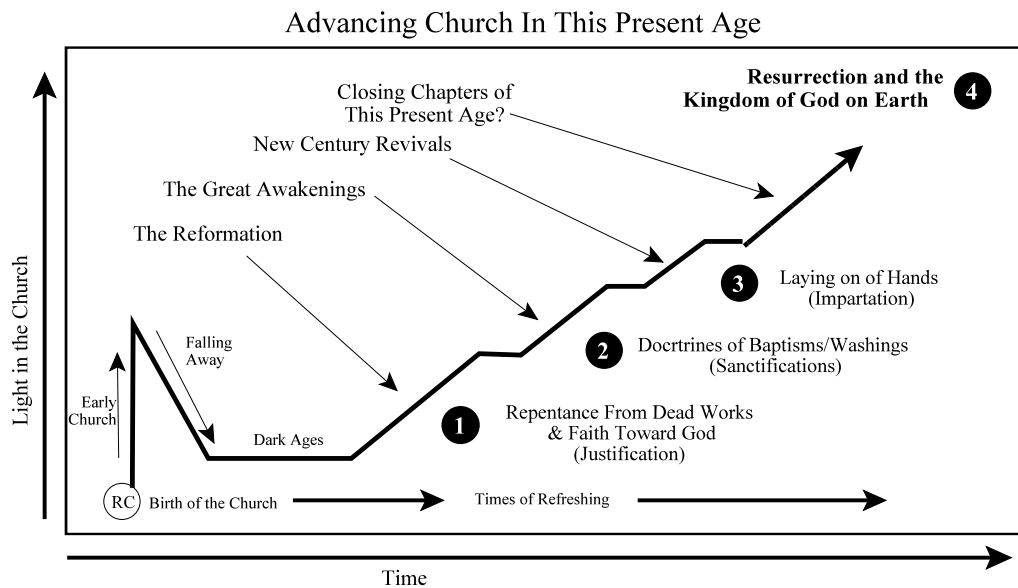 Advancing Church In This Present Age
Resurrection and the
Kingdom of God on Earth
4
Closing Chapters of
This Present Age?
New Century Revivals
The Great Awakenings
The Reformation
3
Laying on of Hands
(Impartation)
Falling
Away
2
Docrtrines of Baptisms/Washings
(Sanctifications)
Early
Church
1
Repentance From Dead Works
& Faith Toward God
(Justification)
Dark Ages
RC
Birth of the Church
Times of Refreshing
Light in the Church
Time